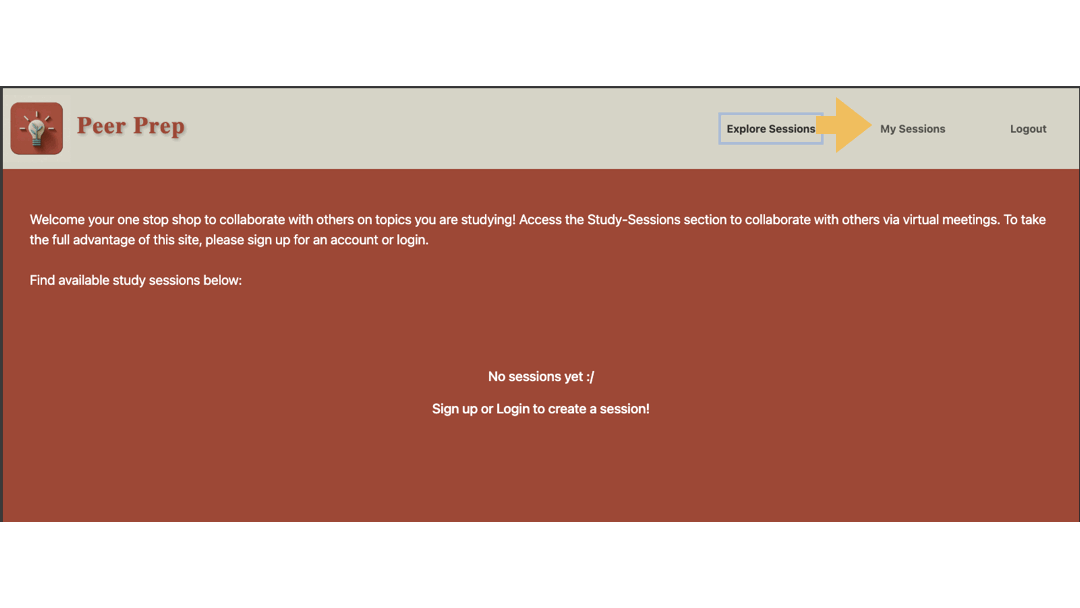 Peer Prep
Explore Sessions
My Sessions
Logout
Welcome your one stop shop to collaborate with others on topics you are studying! Access the Study-Sessions section to collaborate with others via virtual meetings. To take
the full advantage of this site, please sign up for an account or login.
Find available study sessions below:
No sessions yet :/
Sign up or Login to create a session!